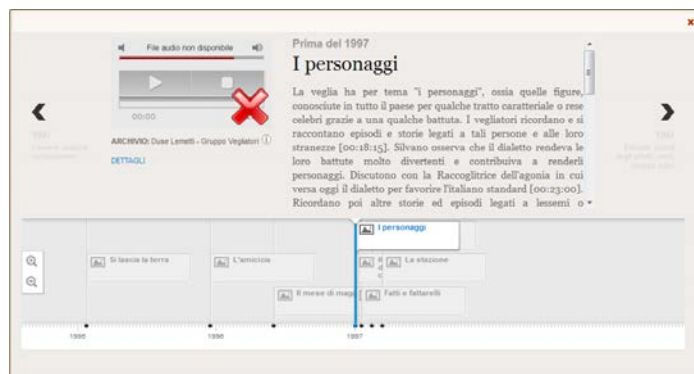 File audio non disponibile
00:00
ARCHIVIO: Duse Lemetti - Gruppo Vegliatori
DETTAGLI
Prima del 1997
I personaggi
La veglia ha per tema "i personaggi", ossia quelle figure,
conosciute in tutto il paese per qualche tratto caratteriale o rese
celebri grazie a una qualche battuta. I vegliatori ricordano e si
raccontano episodi e storie legati a tali persone e alle loro
stranezze [00:18:15]. Silvano osserva che il dialetto rendeva le
loro battute molto divertenti e contribuiva a renderli
personaggi. Discutono con la Raccoglitrice dell'agonia in cui
versa oggi il dialetto per favorire l'italiano standard [00:23:00].
Ricordano poi altre storie ed episodi legati a lessemi o
I personaggi
Si lascia la terra
L'amicizia
La stazione
Il mese di mag
Fatti e fattarelli
1995
1996
1997